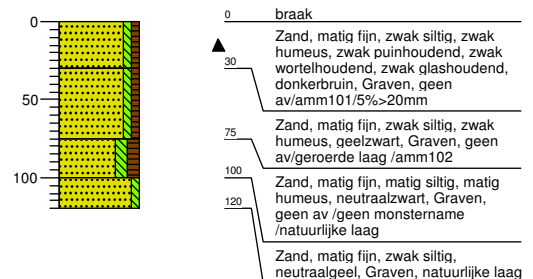 0
50
100
0
braak
Zand, matig fijn, zwak siltig, zwak
humeus, zwak puinhoudend, zwak
wortelhoudend, zwak glashoudend,
donkerbruin, Graven, geen
av/amm101/5%>20mm
30
Zand, matig fijn, zwak siltig, zwak
humeus, geelzwart, Graven, geen
av/geroerde laag /amm102
75
Zand, matig fijn, matig siltig, matig
humeus, neutraalzwart, Graven,
geen av /geen monstername
/natuurlijke laag
100
Zand, matig fijn, zwak siltig,
neutraalgeel, Graven, natuurlijke laag
120